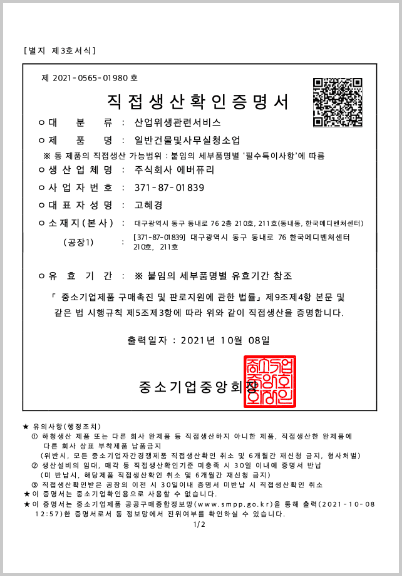 [별지 제3호서식]
제 2021-0565-01980 호
직접생산확인증명서
ㅇ대 분 류 : 산업위생관련서비스
ㅇ제 품 명 : 일반건물및사무실청소업
※ 동 제품의 직접생산 가능범위 : 붙임의 세부품명별 '필수특이사항'에 따름
ㅇ생산업체명 : 주식회사 에버퓨리
ㅇ사업자번호 : 371-87-01839
ㅇ대표자성명 : 고혜경
ㅇ소재지(본사) : 대구광역시 동구 동내로 76 2층 210호, 211호(동내동, 한국메디벤처센터)
(공장1) : [371-87-01839] 대구광역시 동구 동내로 76 한국메디벤처센터
210호, 211호
ㅇ유 효 기 간 : ※ 붙임의 세부품명별 유효기간 참조
「 중소기업제품 구매촉진 및 판로지원에 관한 법률」제9조제4항 본문 및
같은 법 시행규칙 제5조제3항에 따라 위와 같이 직접생산을 증명합니다.
출력일자 : 2021년 10월 08일
중소기업중앙회장
중소기업
중앙회
회장인
★ 유의사항(행정조치)
① 하청생산 제품 또는 다른 회사 완제품 등 직접생산하지 아니한 제품, 직접생산한 완제품에
다른 회사 상표 부착제품 납품금지
(위반시, 모든 중소기업자간경쟁제품 직접생산확인 취소 및 6개월간 재신청 금지, 형사처벌)
② 생산설비의 임대, 매각 등 직접생산확인기준 미충족 시 30일 이내에 증명서 반납
(미 반납시, 해당제품 직접생산확인 취소 및 6개월간 재신청 금지)
③ 직접생산확인받은 공장의 이전 시 30일이내 증명서 미반납 시 직접생산확인 취소
★이 증명서는 중소기업확인용으로 사용할 수 없습니다.
★이 증명서는 중소기업제품 공공구매종합정보망(www.smpp.go.kr)을 통해 출력(2021-10-08
12:57)한 증명서로서 동 정보망에서 진위여부를 확인하실 수 있습니다.
1/2